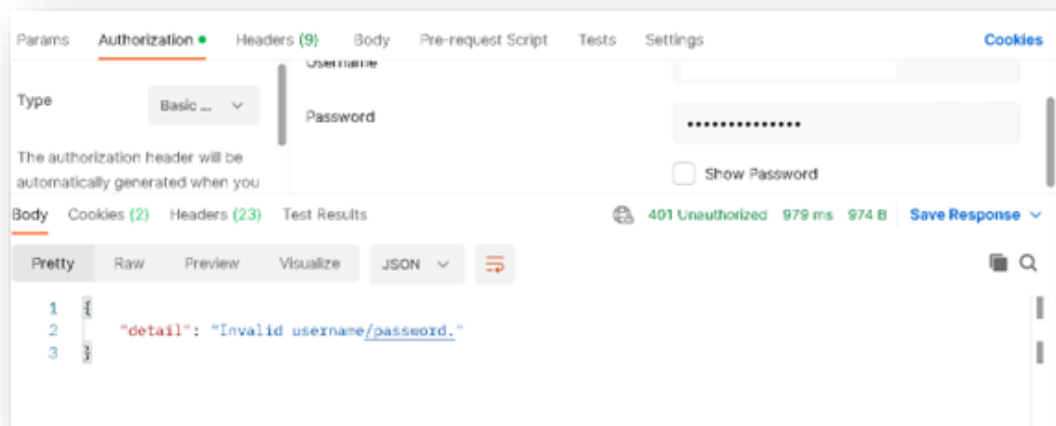 Params Authorization Headers (9) Body Pre-request Script Tests Settings Cookies
Username
Type Basic ...
Password ••••••••••••••
The authorization header will be
automatically generated when you
Show Password
Body Cookies (2) Headers (23) Test Results 401 Unauthorized 979 ms 974 B Save Response
Pretty Raw Preview Visualize JSON
1 {
2 "detail": "Invalid username/password."
3 }